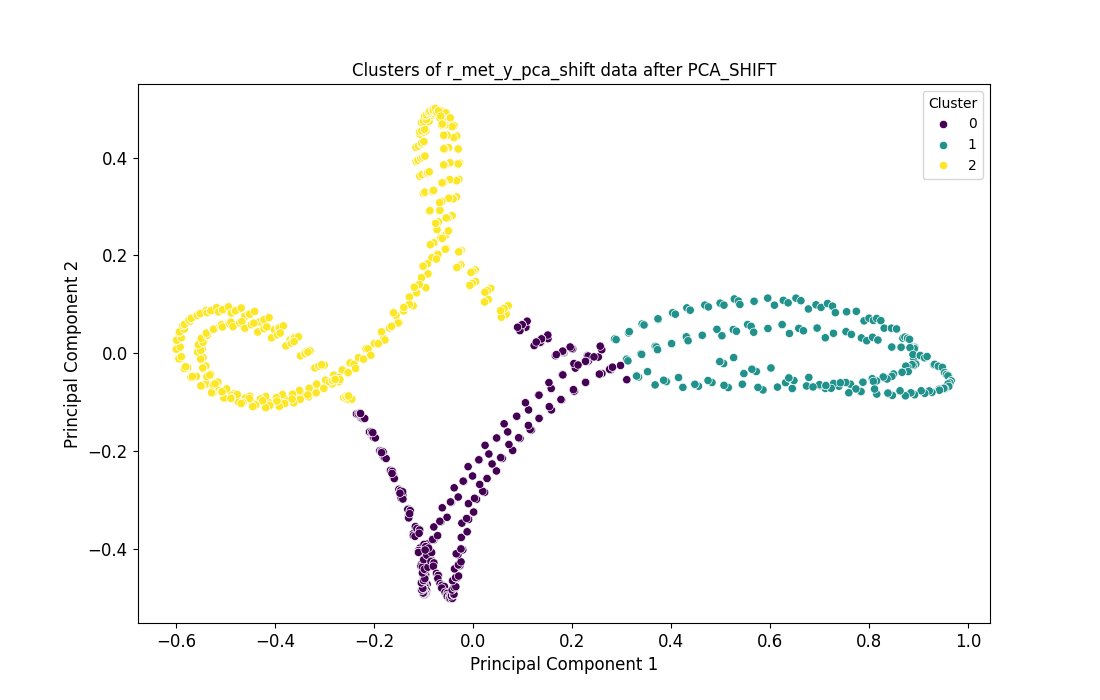 Clusters of r_met_y_pca_shift data after PCA_SHIFT
Cluster
0
1
2
Principal Component 2
0.4
0.2
0.0
−0.2
−0.4
−0.6 −0.4 −0.2 0.0 0.2 0.4 0.6 0.8 1.0
Principal Component 1